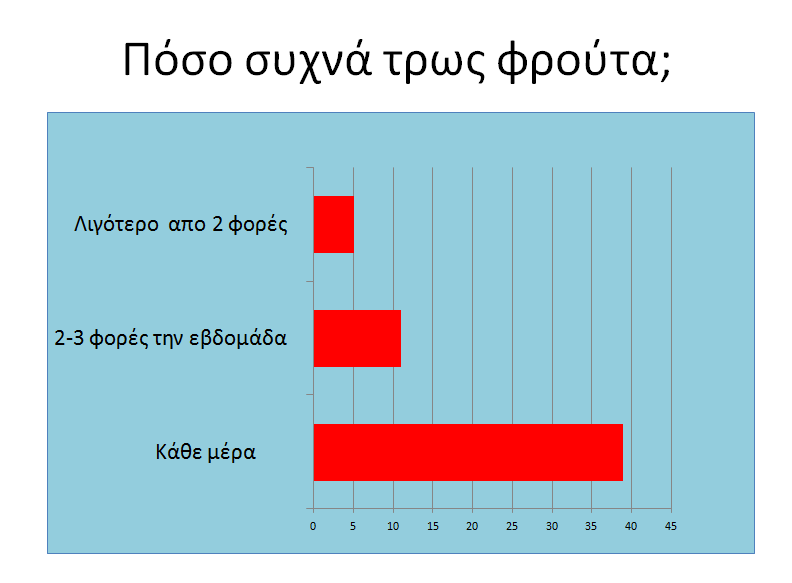 Πόσο συχνά τρως φρούτα;
Λιγότερο απο 2 φορές
2-3 φορές την εβδομάδα
Κάθε μέρα
0 5 10 15 20 25 30 35 40 45